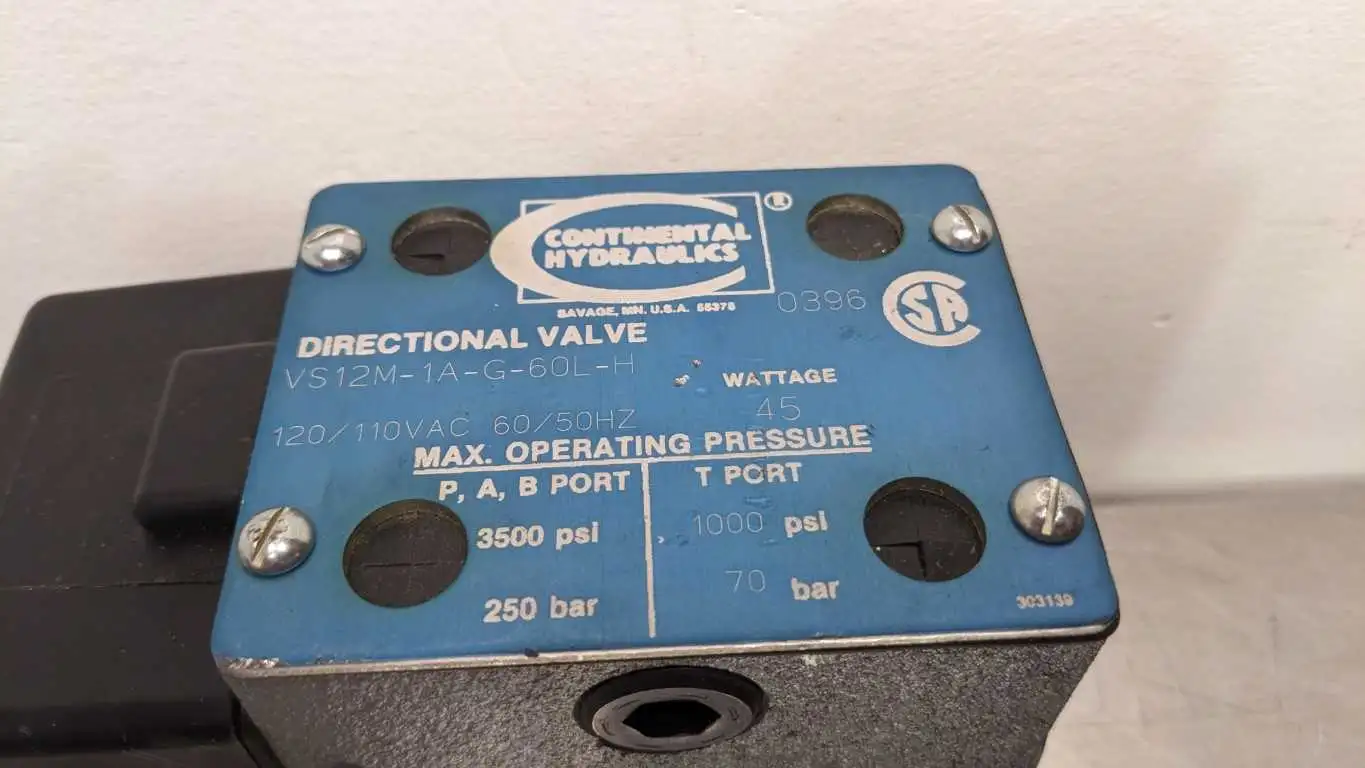 CONTINENTAL®
HYDRAULICS
SAVAGE, MN. U.S.A. 55378
0396
CSA
DIRECTIONAL VALVE
VS12M-1A-G-60L-H
WATTAGE
120/110VAC 60/50HZ
45
MAX. OPERATING PRESSURE
P, A, B PORT
T PORT
3500 psi
1000 psi
250 bar
70 bar
303139